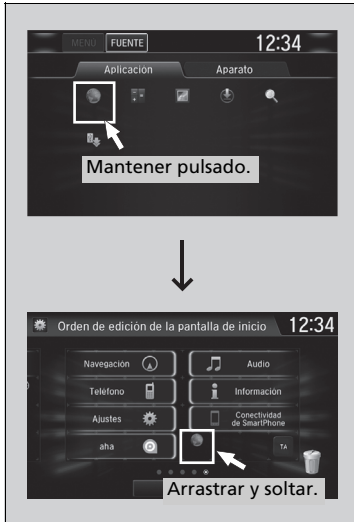 MENU FUENTE 12:34
Aplicación Aparato
Mantener pulsado.
Orden de edición de la pantalla de inicio 12:34
Navegación Audio
Teléfono Información
Ajustes Conectividad
de SmartPhone
aha TA
Arrastrar y soltar.